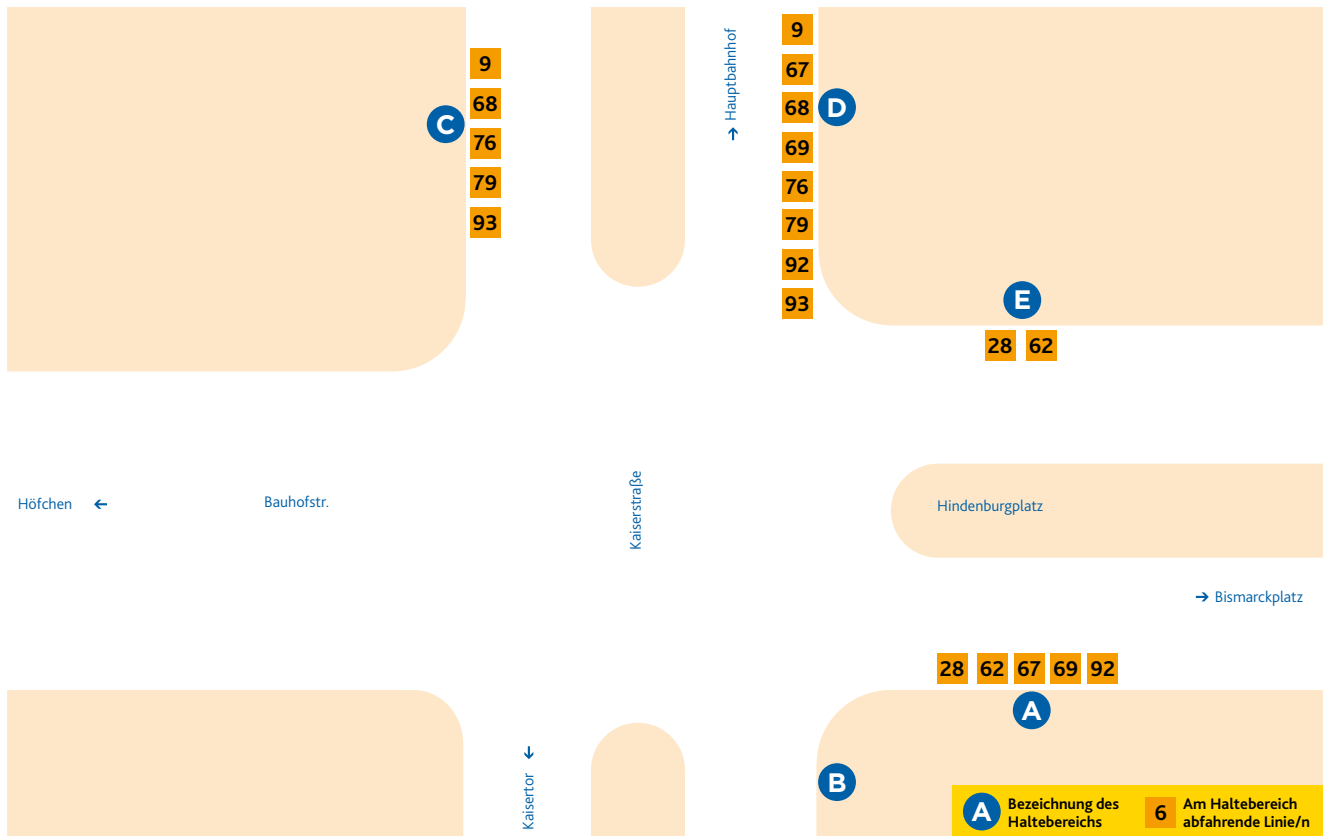 9
68
76
79
93
C
→ Hauptbahnhof
9
67
68
69
76
79
92
93
D
E
28 62
Höfchen ←
Bauhofstr.
Kaiserstraße
Hindenburgplatz
→ Bismarckplatz
28 62 67 69 92
A
B
Kaisertor ←
A Bezeichnung des
Haltebereichs
6 Am Haltebereich
abfahrende Linie/n